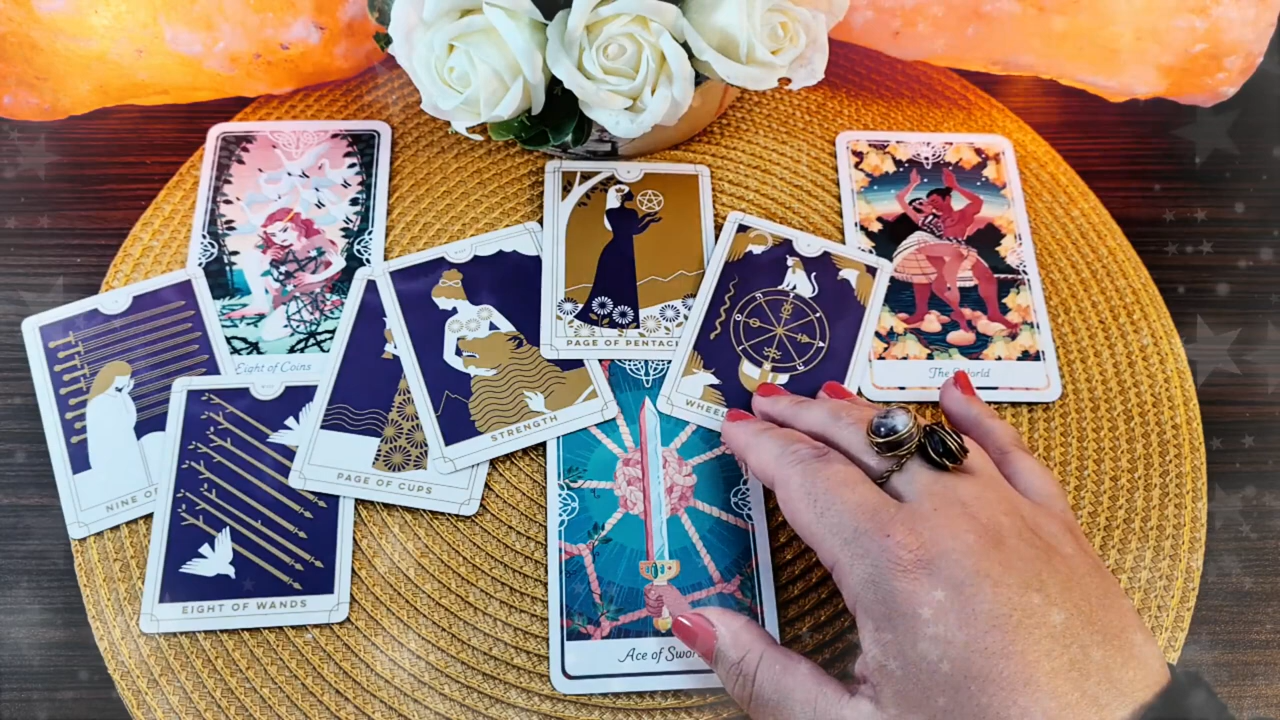 Eight of Coins
The World
PAGE OF PENTAC
WHEEL
STRENGTH
PAGE OF CUPS
NINE OF
EIGHT OF WANDS
Ace of Swor